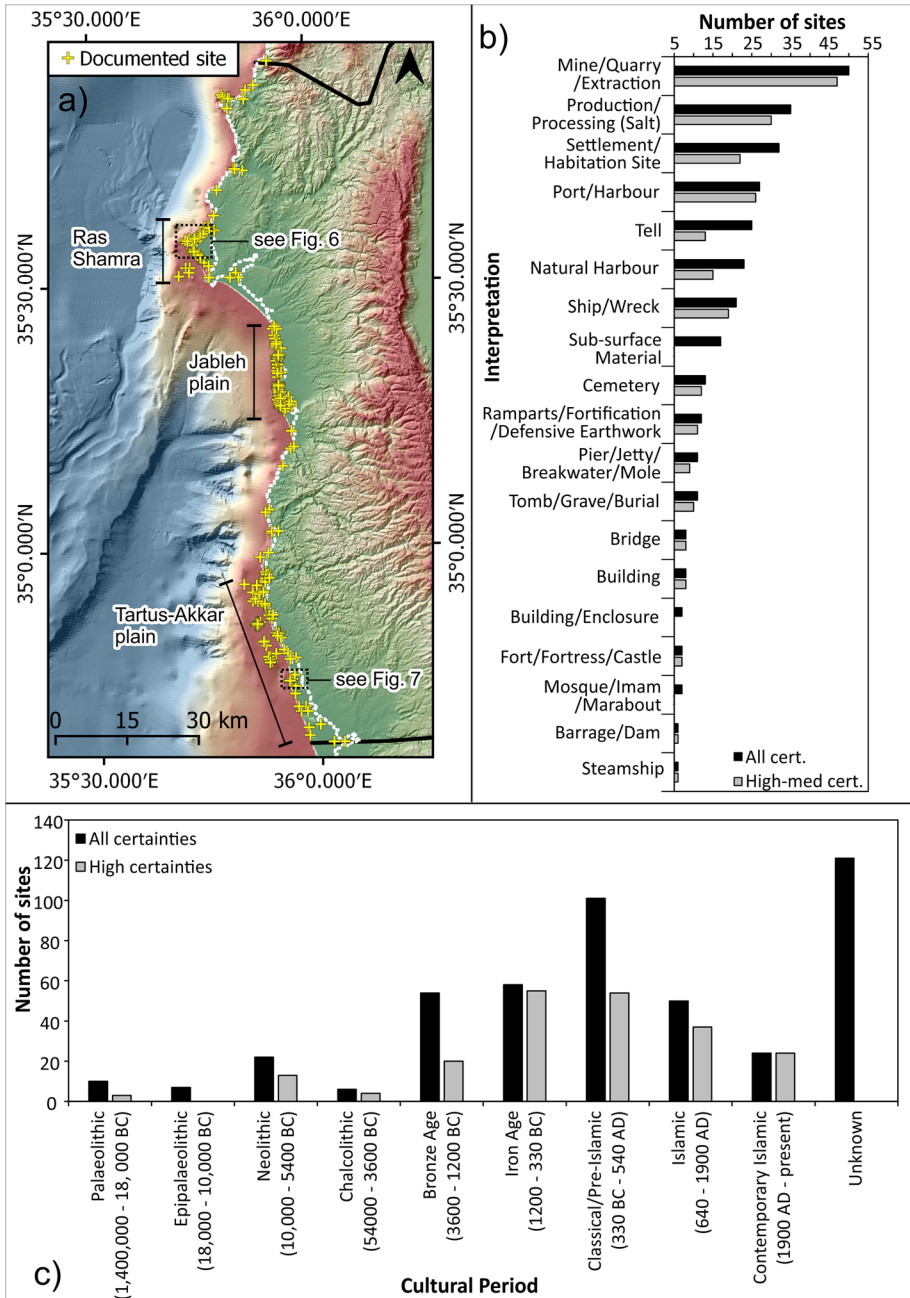 35°30.000′E
36°0.000′E
Documented site
a)
Ras
Shamra
see Fig. 6
35°30.000′N
35°30.000′N
Jableh
plain
35°0.000′N
35°0.000′N
Tartus-Akkar
plain
see Fig. 7
0 15 30 km
35°30.000′E
36°0.000′E
b)
Number of sites
5 15 25 35 45 55
Interpretation
Mine/Quarry
/Extraction
Production/
Processing (Salt)
Settlement/
Habitation Site
Port/Harbour
Tell
Natural Harbour
Ship/Wreck
Sub-surface
Material
Cemetery
Ramparts/Fortification
/Defensive Earthwork
Pier/Jetty/
Breakwater/Mole
Tomb/Grave/Burial
Bridge
Building
Building/Enclosure
Fort/Fortress/Castle
Mosque/Imam
/Marabout
Barrage/Dam
Steamship
All cert.
High-med cert.
c)
Number of sites
140
120
100
80
60
40
20
0
All certainties
High certainties
Palaeolithic
(1,400,000 - 18, 000 BC)
Epipalaeolithic
(18,000 - 10,000 BC)
Neolithic
(10,000 - 5400 BC)
Chalcolithic
(54000 - 3600 BC)
Bronze Age
(3600 - 1200 BC)
Iron Age
(1200 - 330 BC)
Classical/Pre-Islamic
(330 BC - 540 AD)
Islamic
(640 - 1900 AD)
Contemporary Islamic
(1900 AD - present)
Unknown
Cultural Period